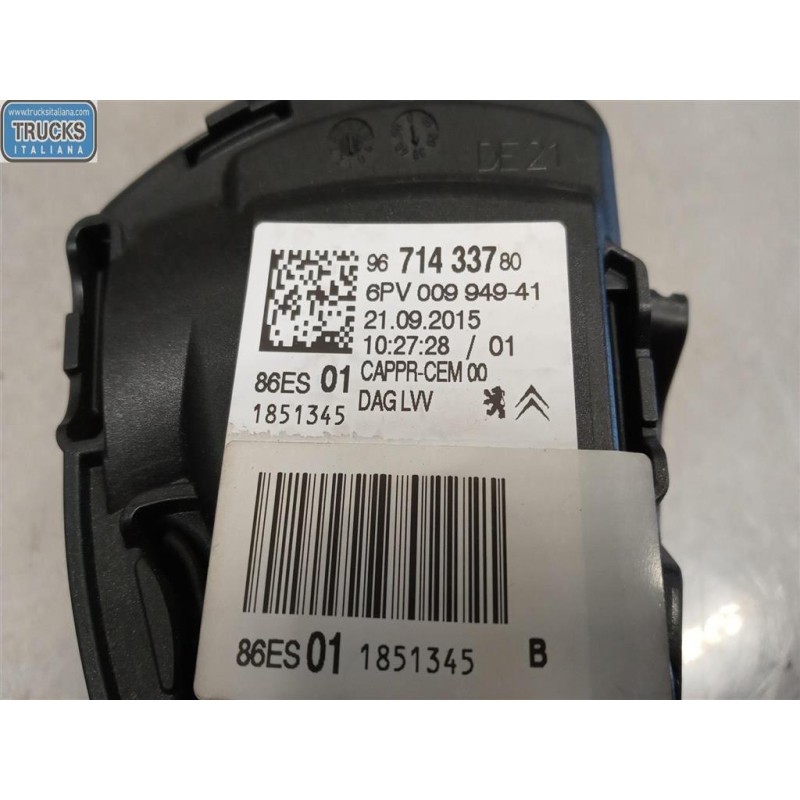 www.trucksitaliana.com
TRUCKS
ITALIANA
DE 21
96 714 337 80
6PV 009 949-41
21.09.2015
10:27:28 / 01
86ES 01 CAPPR-CEM 00
1851345 DAG LVV
86ES 01 1851345 B